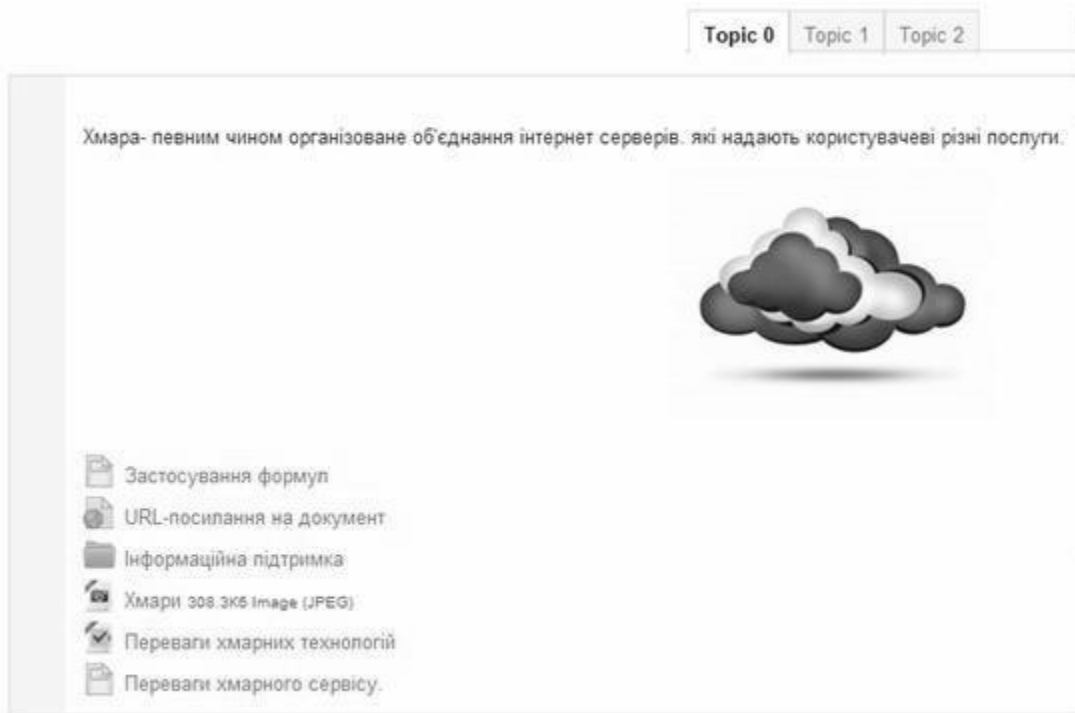 Topic 0 Topic 1 Topic 2
Хмара- певним чином організоване об'єднання інтернет серверів. які надають користувачеві різні послуги.
Застосування формул
URL-посилання на документ
Інформаційна підтримка
Хмари 308.3Кб Image (JPEG)
Переваги хмарних технологій
Переваги хмарного сервісу.